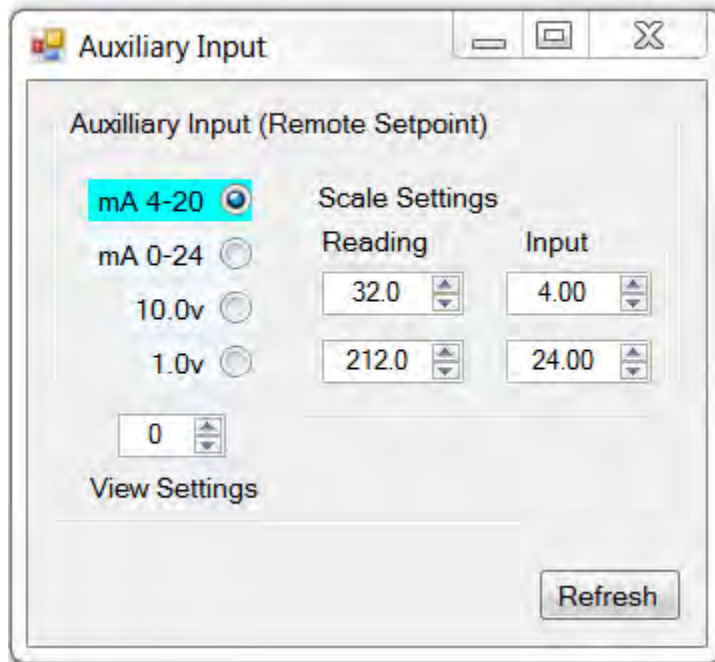 Auxiliary Input
Auxilliary Input (Remote Setpoint)
mA 4-20
Scale Settings
mA 0-24
Reading Input
10.0v
32.0 4.00
1.0v
212.0 24.00
0
View Settings
Refresh